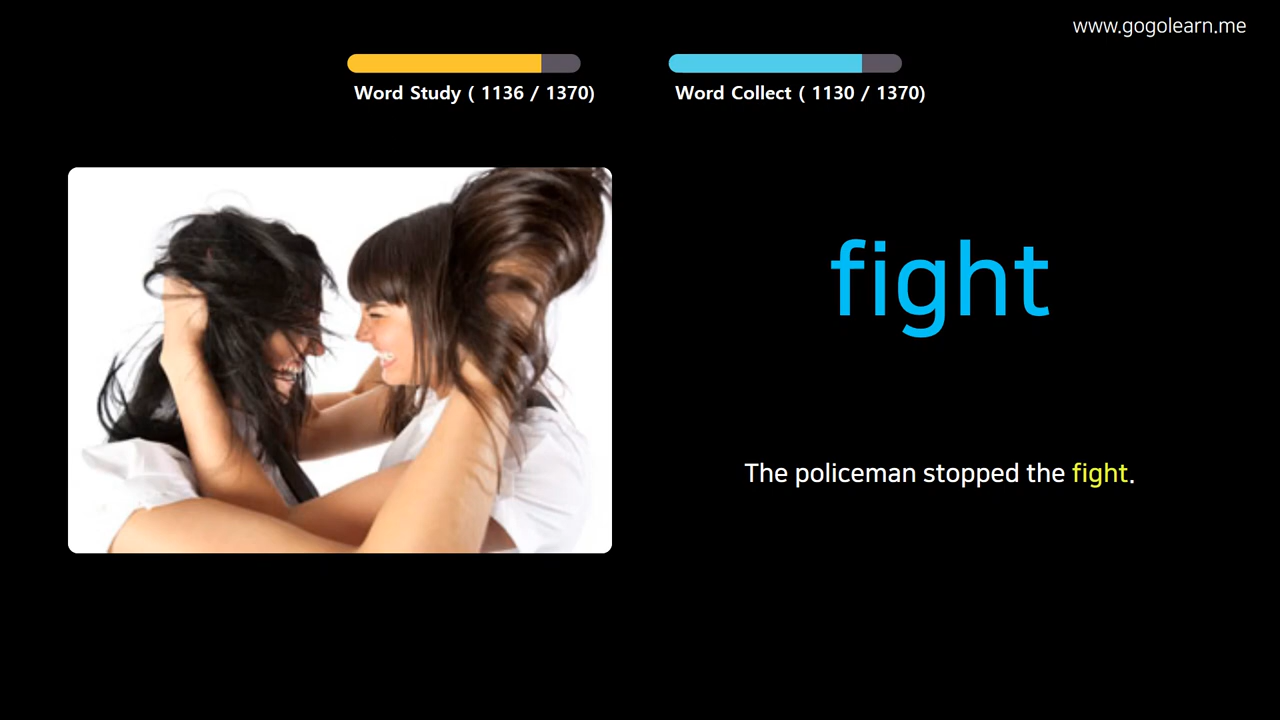 www.gogolearn.me
Word Study ( 1136 / 1370)
Word Collect ( 1130 / 1370)
fight
The policeman stopped the fight.